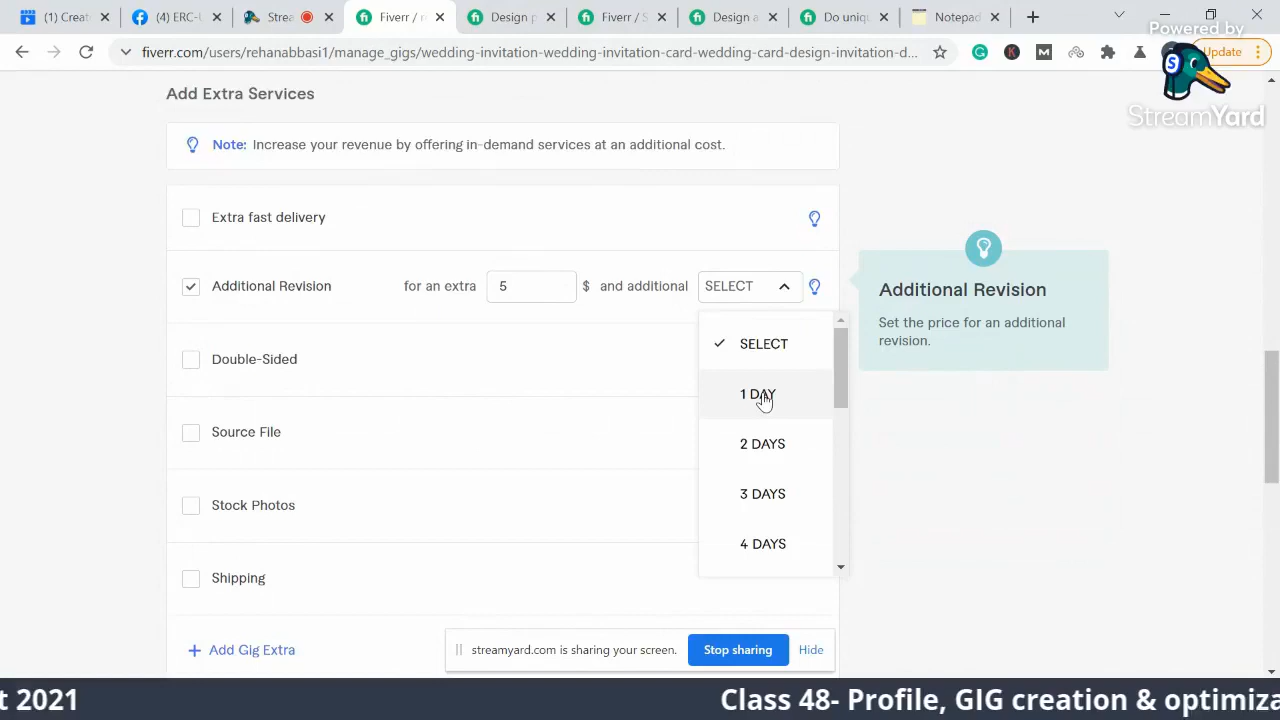 (1) Creat
(4) ERC-U
Strea
Fiverr / r
Design p
Fiverr / S
Design a
Do uniqu
Notepad
Powered by
fiverr.com/users/rehanabbasi1/manage_gigs/wedding-invitation-wedding-invitation-card-wedding-card-design-invitation-d...
Update
StreamYard
Add Extra Services
Note: Increase your revenue by offering in-demand services at an additional cost.
Extra fast delivery
Additional Revision for an extra 5 $ and additional SELECT
Additional Revision
Set the price for an additional
revision.
SELECT
1 DAY
2 DAYS
3 DAYS
4 DAYS
Double-Sided
Source File
Stock Photos
Shipping
+ Add Gig Extra
streamyard.com is sharing your screen. Stop sharing Hide
t 2021
Class 48- Profile, GIG creation & optimiza